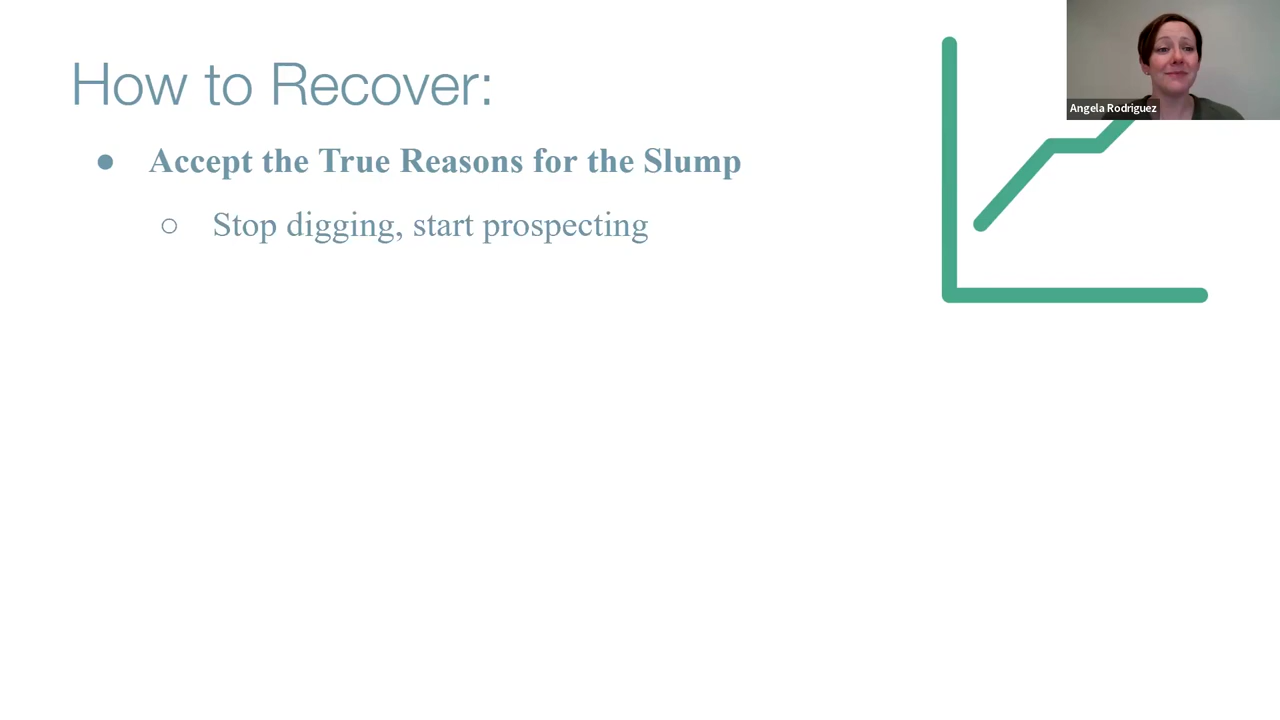 How to Recover:
● Accept the True Reasons for the Slump
○ Stop digging, start prospecting
Angela Rodriguez